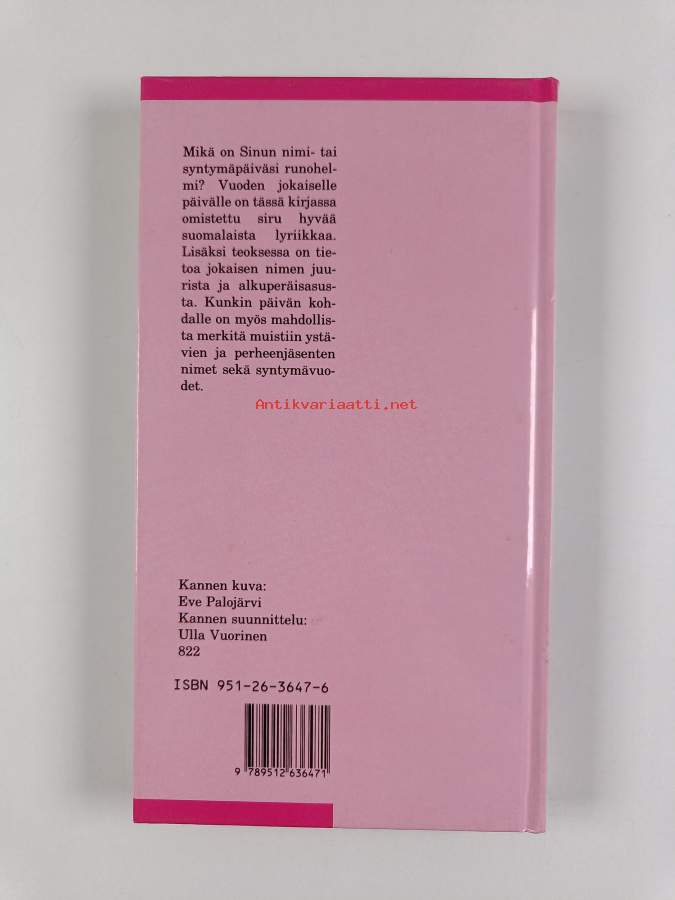 Mikä on Sinun nimi- tai
syntymäpäiväsi runohel-
mi? Vuoden jokaiselle
päivälle on tässä kirjassa
omistettu siru hyvää
suomalaista lyriikkaa.
Lisäksi teoksessa on tie-
toa jokaisen nimen juu-
rista ja alkuperäisasus-
ta. Kunkin päivän koh-
dalle on myös mahdollis-
ta merkitä muistiin ystä-
vien ja perheenjäsenten
nimet sekä syntymävuo-
det.
Antikvariaatti.net
Kannen kuva:
Eve Palojärvi
Kannen suunnittelu:
Ulla Vuorinen
822
ISBN 951-26-3647-6
9 789512 636471